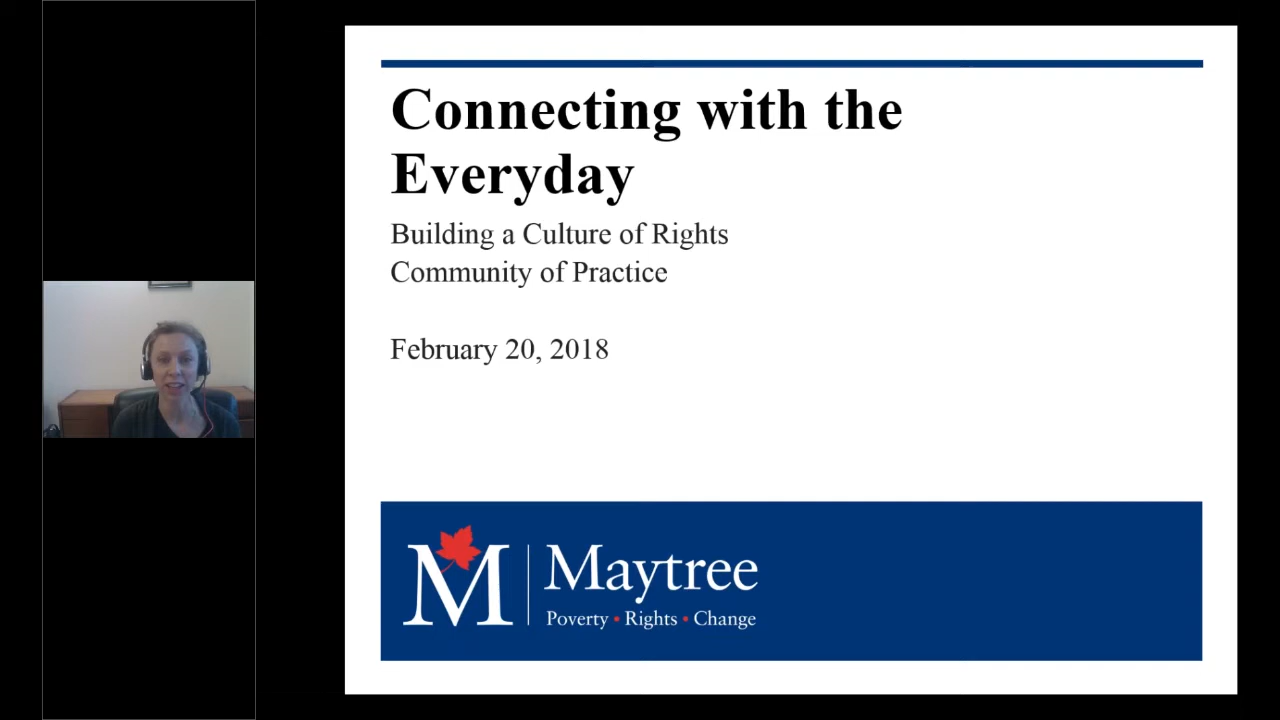 Connecting with the
Everyday
Building a Culture of Rights
Community of Practice
February 20, 2018
M
Maytree
Poverty • Rights • Change